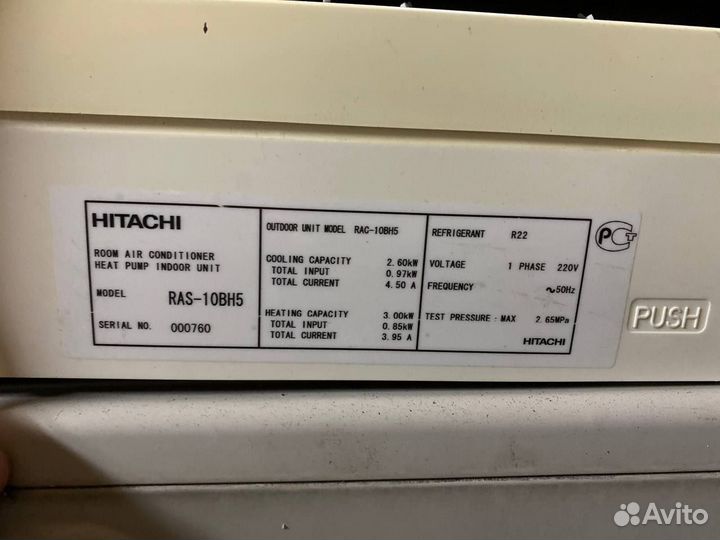 HITACHI
ROOM AIR CONDITIONER
HEAT PUMP INDOOR UNIT
MODEL RAS-10BH5
SERIAL NO. 000760
OUTDOOR UNIT MODEL RAC-10BH5
COOLING CAPACITY 2.60kW
TOTAL INPUT 0.97kW
TOTAL CURRENT 4.50 A
HEATING CAPACITY 3.00kW
TOTAL INPUT 0.85kW
TOTAL CURRENT 3.95 A
REFRIGERANT R22
VOLTAGE 1 PHASE 220V
FREQUENCY ~50Hz
TEST PRESSURE · MAX 2.65MPa
HITACHI
РСТ
PUSH
Avito